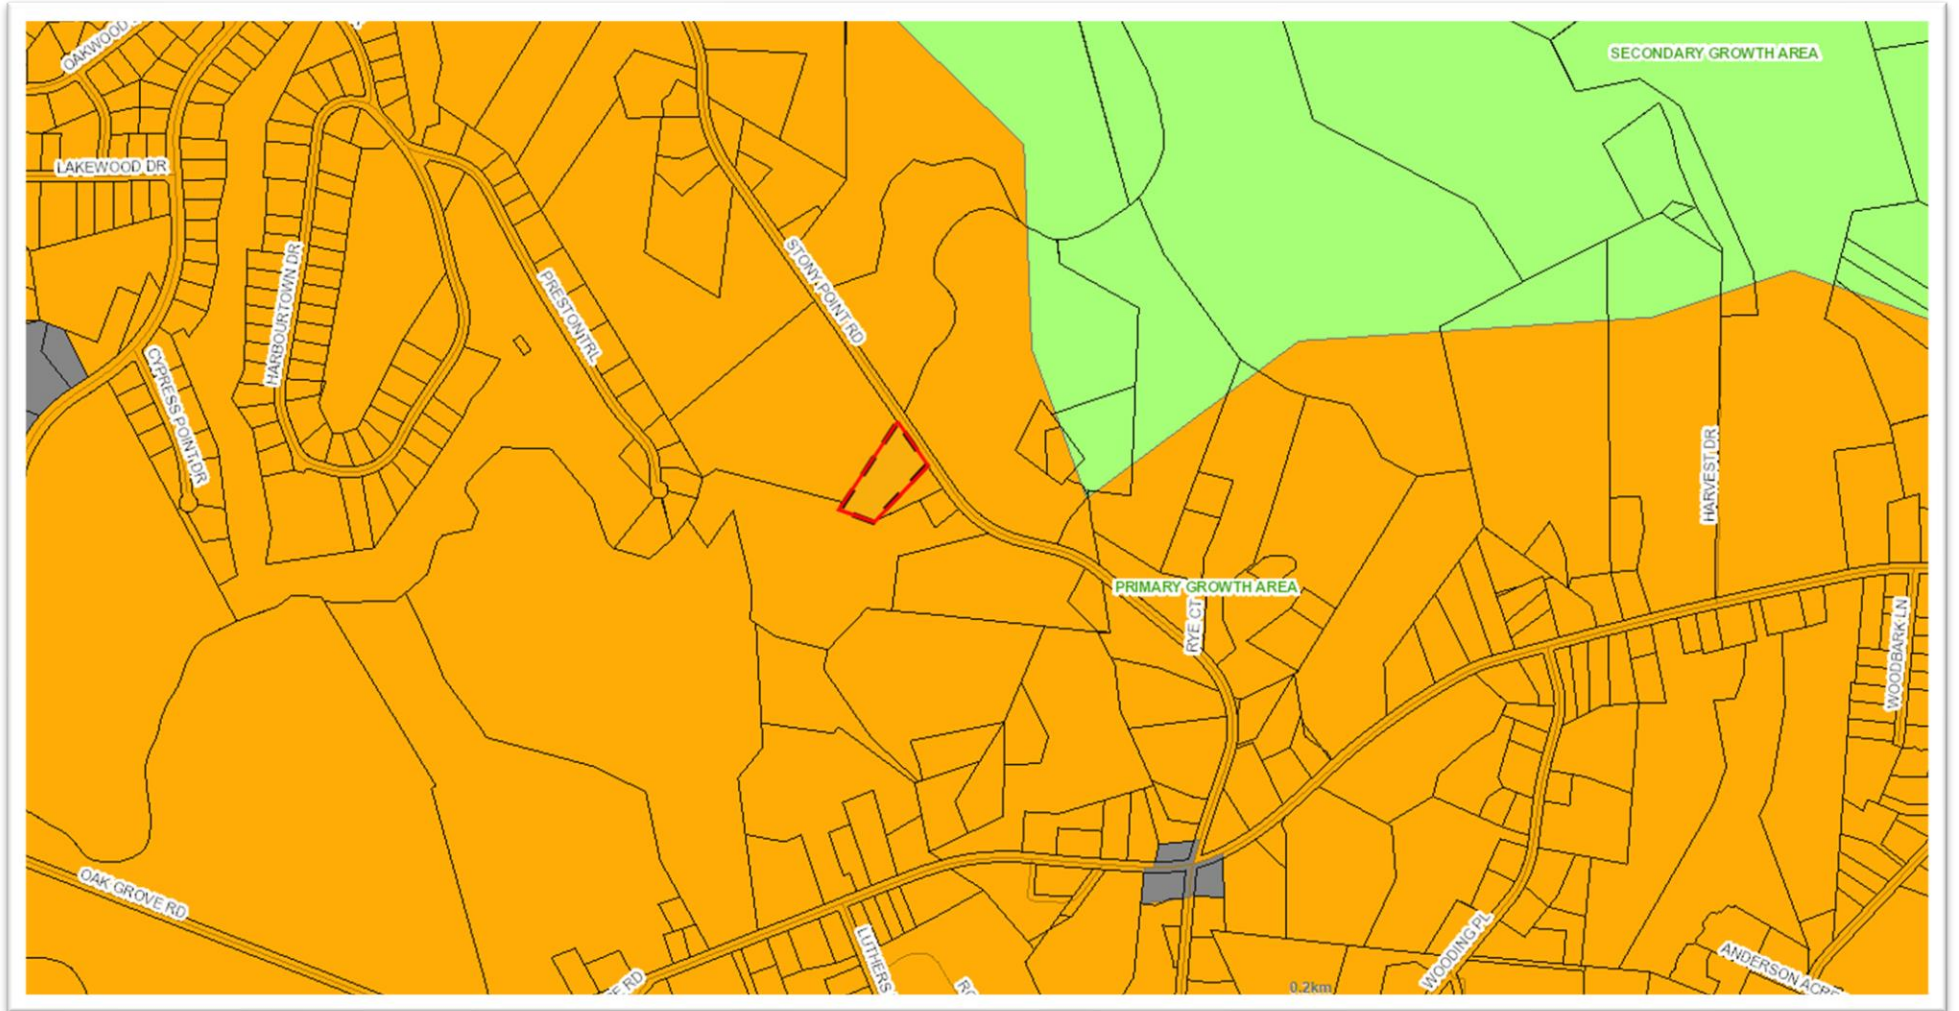 OAKWOOD
SECONDARY GROWTH AREA
LAKEWOOD DR
HARBOURTOWN DR
PRESTON TRL
STONY POINT RD
CYPRESS POINT DR
HARVEST DR
PRIMARY GROWTH AREA
RYE CT
WOODBARK LN
OAK GROVE RD
E RD
LUTHERS
WOODING PL
ANDERSON ACRE
0.2km